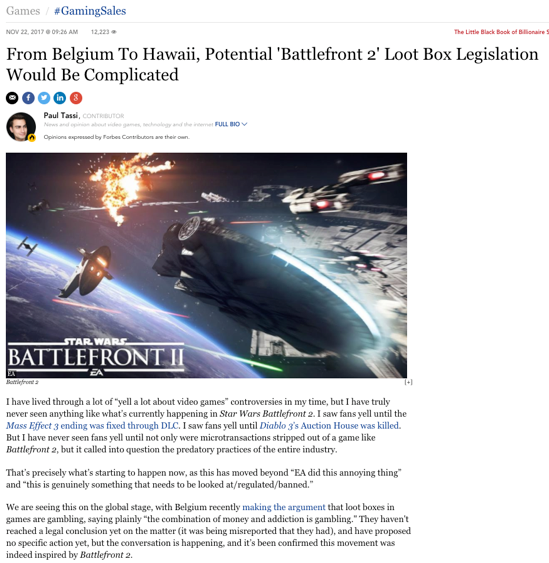 Games / #GamingSales
NOV 22, 2017 @ 09:26 AM 12,223
The Little Black Book of Billionaire S
From Belgium To Hawaii, Potential 'Battlefront 2' Loot Box Legislation
Would Be Complicated
Paul Tassi, CONTRIBUTOR
News and opinion about video games, technology and the internet FULL BIO
Opinions expressed by Forbes Contributors are their own.
STAR WARS
BATTLEFRONT II
EA
EA
Battlefront 2
[+]
I have lived through a lot of “yell a lot about video games” controversies in my time, but I have truly
never seen anything like what’s currently happening in Star Wars Battlefront 2. I saw fans yell until the
Mass Effect 3 ending was fixed through DLC. I saw fans yell until Diablo 3’s Auction House was killed.
But I have never seen fans yell until not only were microtransactions stripped out of a game like
Battlefront 2, but it called into question the predatory practices of the entire industry.
That’s precisely what’s starting to happen now, as this has moved beyond “EA did this annoying thing”
and “this is genuinely something that needs to be looked at/regulated/banned.”
We are seeing this on the global stage, with Belgium recently making the argument that loot boxes in
games are gambling, saying plainly “the combination of money and addiction is gambling.” They haven’t
reached a legal conclusion yet on the matter (it was being misreported that they had), and have proposed
no specific action yet, but the conversation is happening, and it’s been confirmed this movement was
indeed inspired by Battlefront 2.